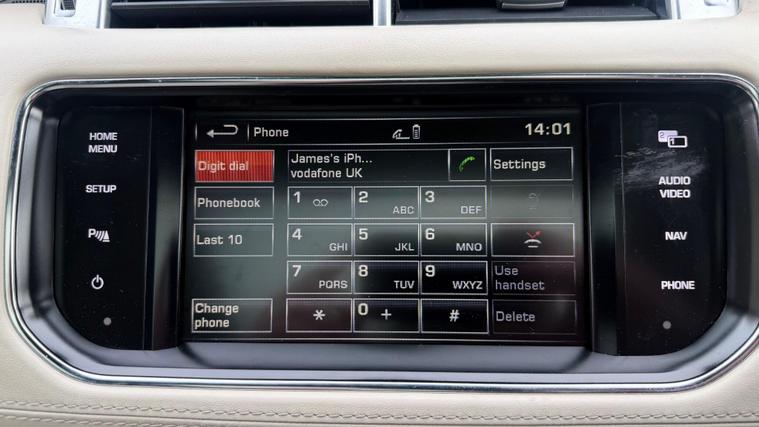 HOME
MENU
SETUP
P
Phone
14:01
Digit dial
James's iPh...
vodafone UK
Settings
Phonebook
1
2 ABC
3 DEF
Last 10
4 GHI
5 JKL
6 MNO
7 PQRS
8 TUV
9 WXYZ
Use
handset
Change
phone
*
0 +
#
Delete
2 1
AUDIO
VIDEO
NAV
PHONE